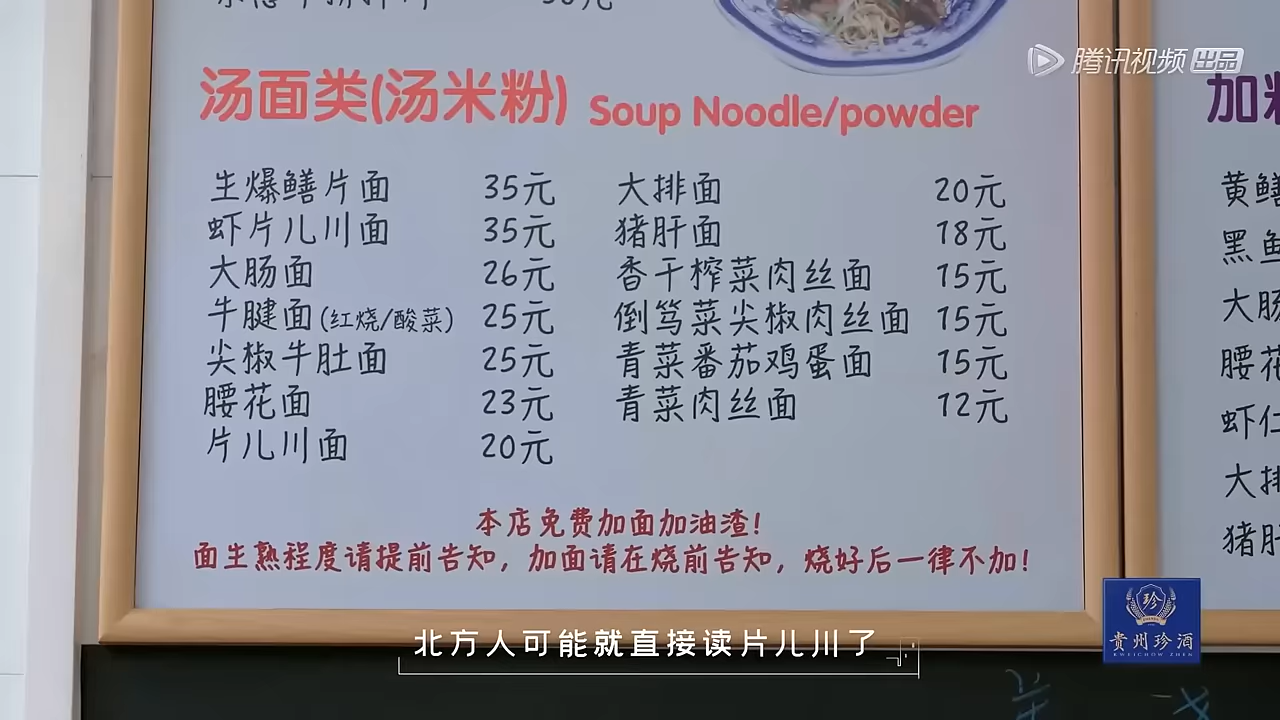 腾讯视频 出品
汤面类(汤米粉) Soup Noodle/powder
生爆鳝片面 35元 大排面 20元
虾片儿川面 35元 猪肝面 18元
大肠面 26元 香干榨菜肉丝面 15元
牛腱面(红烧/酸菜) 25元 倒笃菜尖椒肉丝面 15元
尖椒牛肚面 25元 青菜番茄鸡蛋面 15元
腰花面 23元 青菜肉丝面 12元
片儿川面 20元
本店免费加面加油渣!
面生熟程度请提前告知，加面请在烧前告知，烧好后一律不加!
加
黄鳝
黑鱼
大肠
腰花
虾仁
大排
猪肝
珍
贵州珍酒
KWEICHOW ZHEN
北方人可能就直接读片儿川了